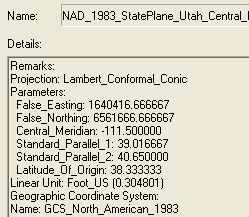 Name: NAD_1983_StatePlane_Utah_Central_
Details:
Remarks:
Projection: Lambert_Conformal_Conic
Parameters:
False_Easting: 1640416.666667
False_Northing: 6561666.666667
Central_Meridian: -111.500000
Standard_Parallel_1: 39.016667
Standard_Parallel_2: 40.650000
Latitude_Of_Origin: 38.333333
Linear Unit: Foot_US (0.304801)
Geographic Coordinate System:
Name: GCS_North_American_1983